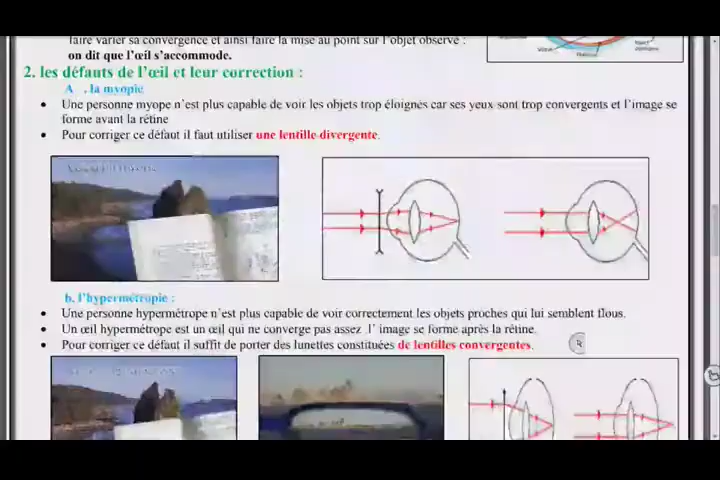 faire varier sa convergence et ainsi faire la mise au point sur l'objet observé :
on dit que l'œil s'accommode.
2. les défauts de l'œil et leur correction :
A . la myopie
• Une personne myope n'est plus capable de voir les objets trop éloignes car ses yeux sont trop convergents et l'image se
forme avant la rétine
• Pour corriger ce défaut il faut utiliser une lentille divergente.
b. l'hypermétropie :
• Une personne hypermétrope n'est plus capable de voir correctement les objets proches qui lui semblent flous.
• Un œil hypermétrope est un œil qui ne converge pas assez l' image se forme après la rétine.
• Pour corriger ce défaut il suffit de porter des lunettes constituées de lentilles convergentes.